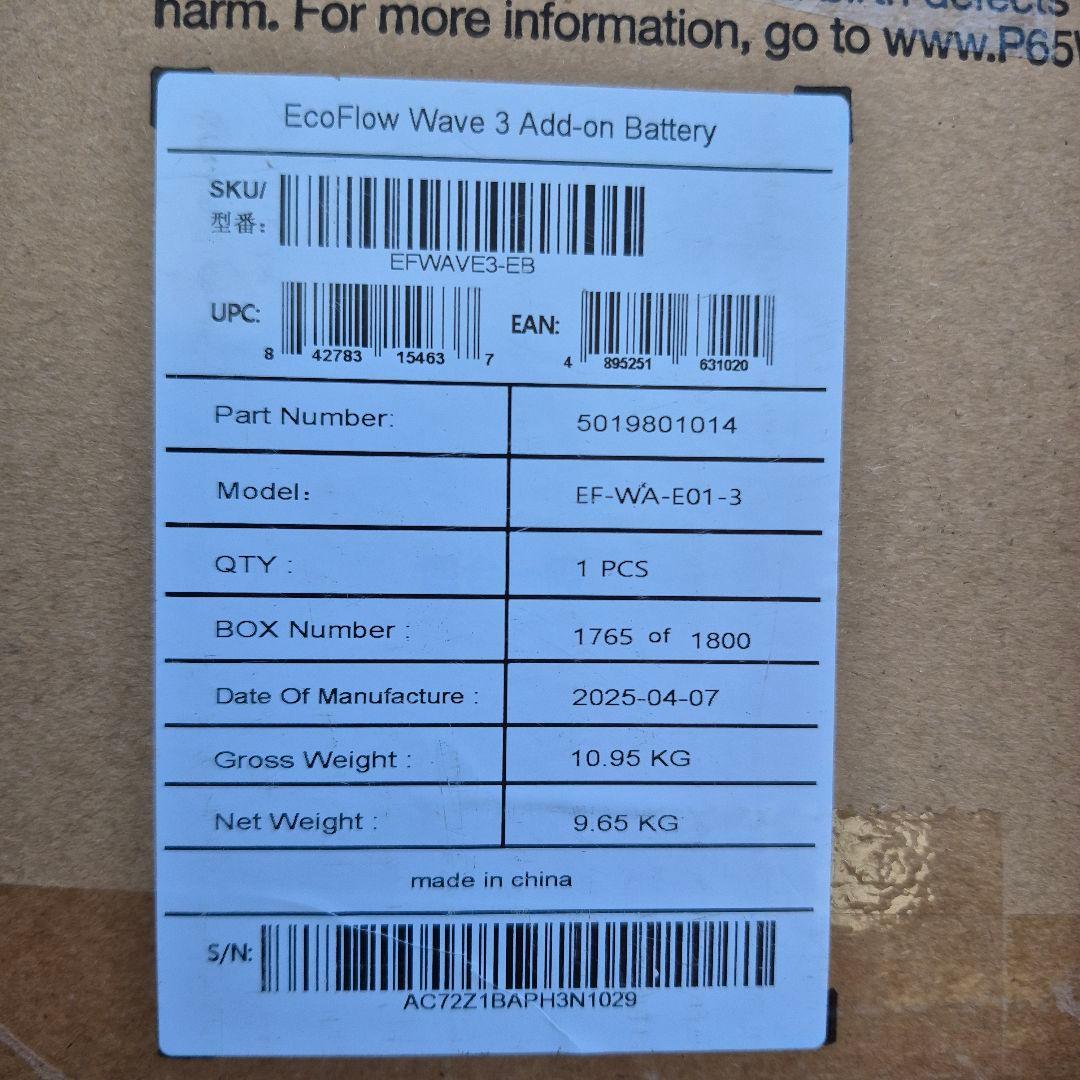 birth defects
harm. For more information, go to www.P65
EcoFlow Wave 3 Add-on Battery
SKU/
型番:
EFWAVE3-EB
UPC:
8 42783 15463 7
EAN:
4 895251 631020
Part Number: 5019801014
Model: EF-WA-E01-3
QTY : 1 PCS
BOX Number : 1765 of 1800
Date Of Manufacture : 2025-04-07
Gross Weight : 10.95 KG
Net Weight : 9.65 KG
made in china
S/N:
AC72Z1BAPH3N1029